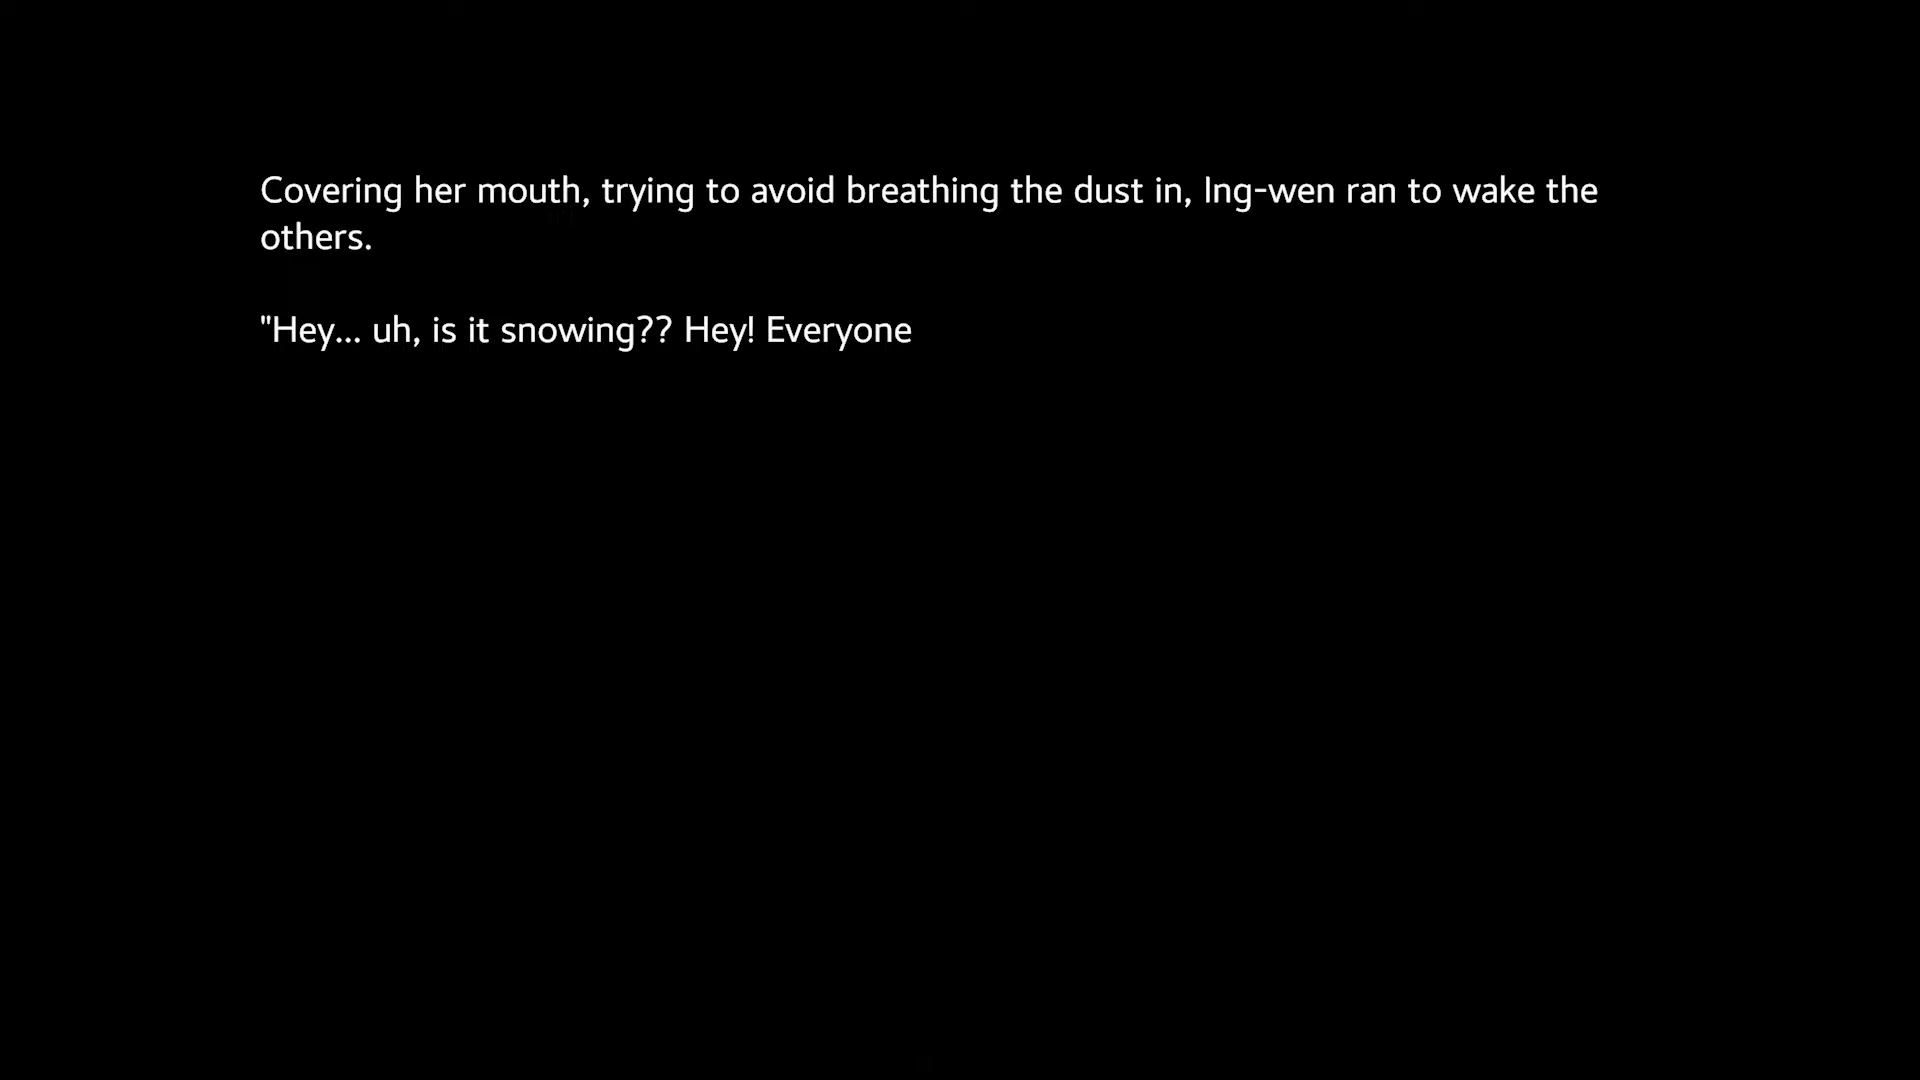 Covering her mouth, trying to avoid breathing the dust in, Ing-wen ran to wake the
others.
"Hey... uh, is it snowing?? Hey! Everyone